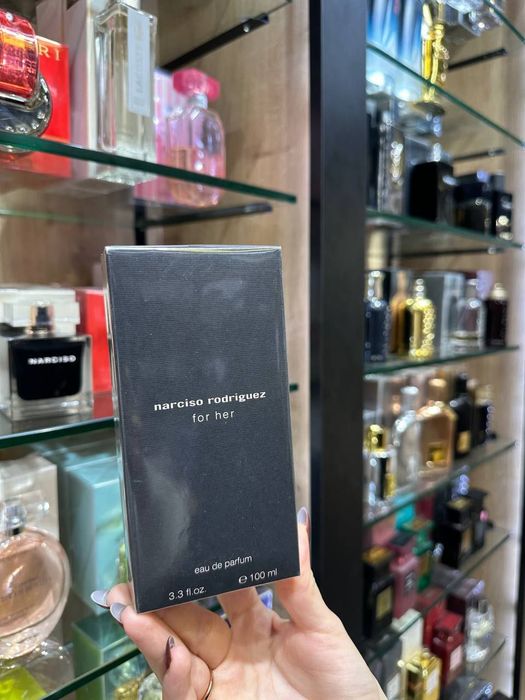 NARCISO
narciso rodriguez
for her
eau de parfum
3.3 fl.oz. ℮ 100 ml